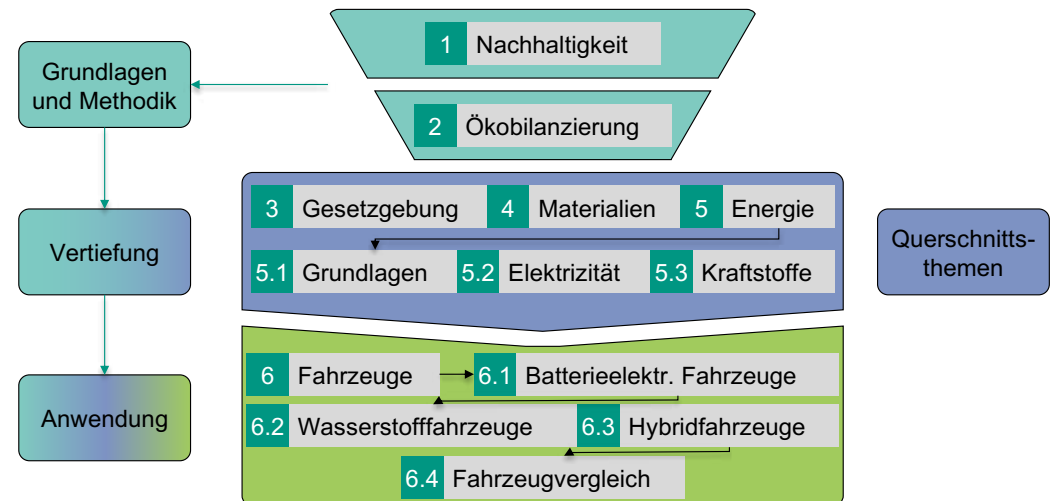 1 Nachhaltigkeit
Grundlagen
und Methodik
2 Ökobilanzierung
3 Gesetzgebung 4 Materialien 5 Energie
Vertiefung
Querschnitts-
themen
5.1 Grundlagen 5.2 Elektrizität 5.3 Kraftstoffe
6 Fahrzeuge 6.1 Batterieelektr. Fahrzeuge
Anwendung
6.2 Wasserstofffahrzeuge 6.3 Hybridfahrzeuge
6.4 Fahrzeugvergleich